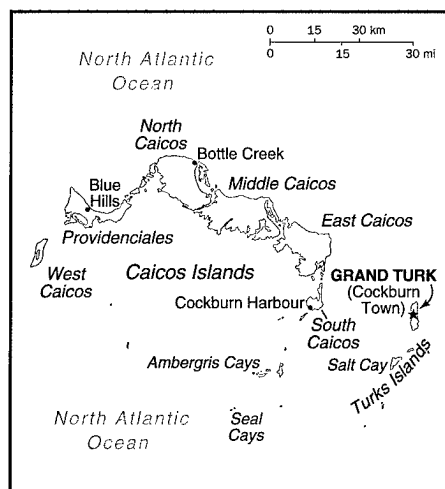 0 15 30 km
0 15 30 mi
North Atlantic
Ocean
North
Caicos
Bottle Creek
Blue
Hills
Middle Caicos
Providenciales
East Caicos
West
Caicos
Caicos Islands
GRAND TURK
(Cockburn
Town)
Cockburn Harbour
South
Caicos
Ambergris Cays
Salt Cay
Turks Islands
Seal
Cays
North Atlantic
Ocean